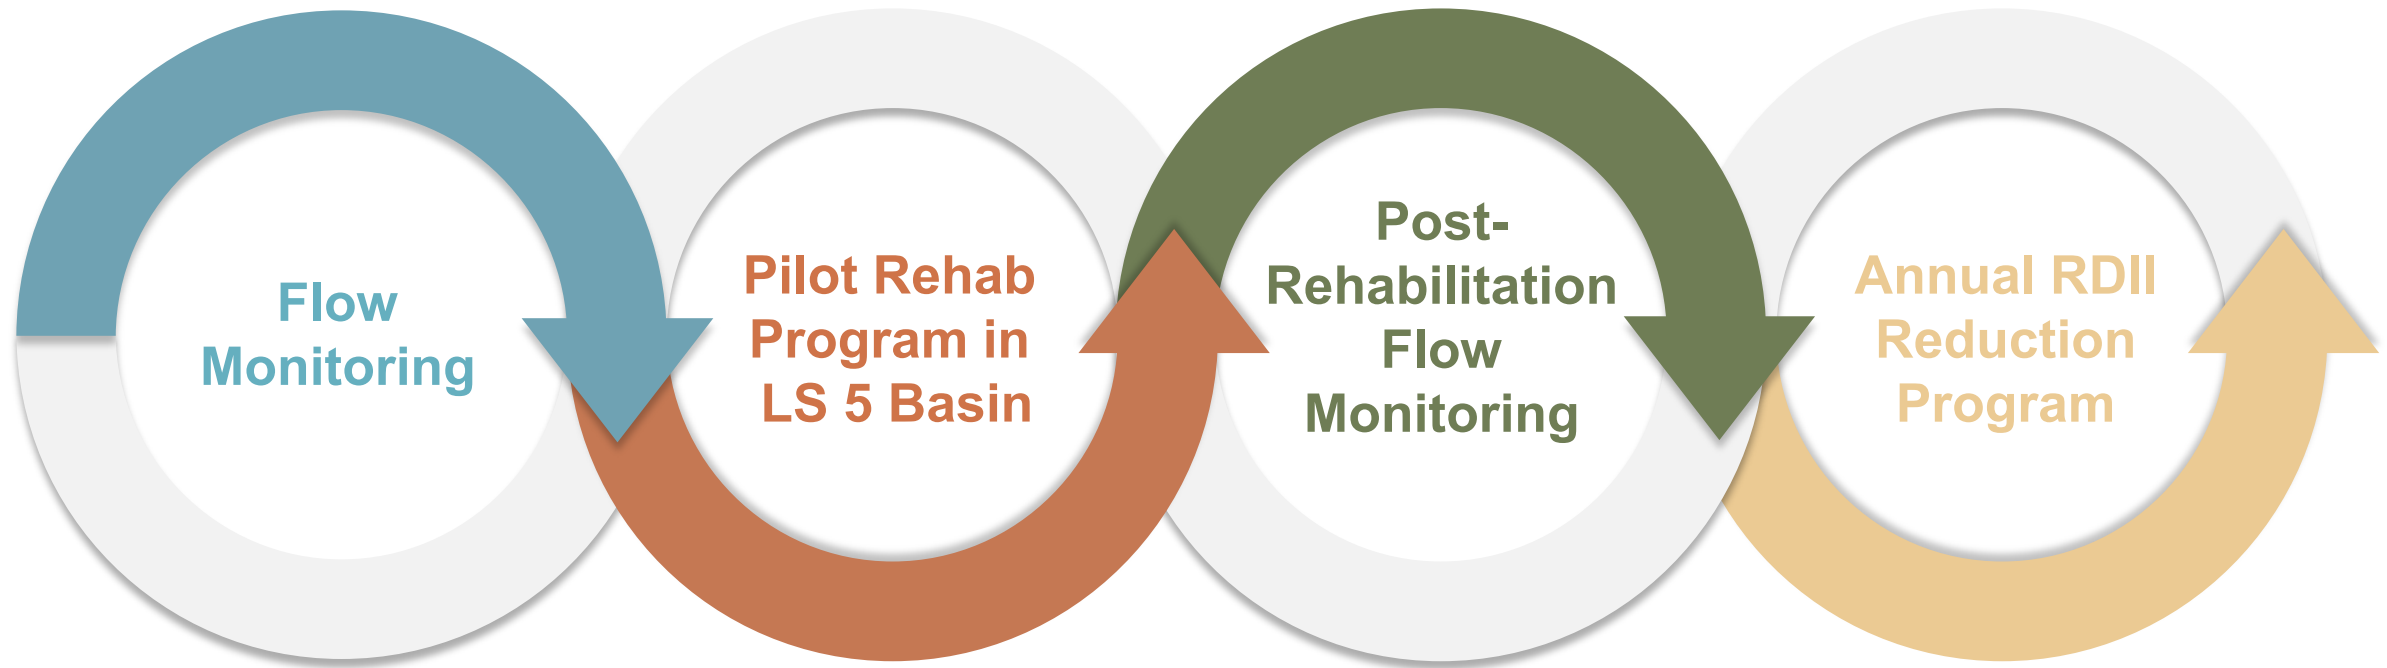 Flow
Monitoring
Pilot Rehab
Program in
LS 5 Basin
Post-
Rehabilitation
Flow
Monitoring
Annual RDII
Reduction
Program